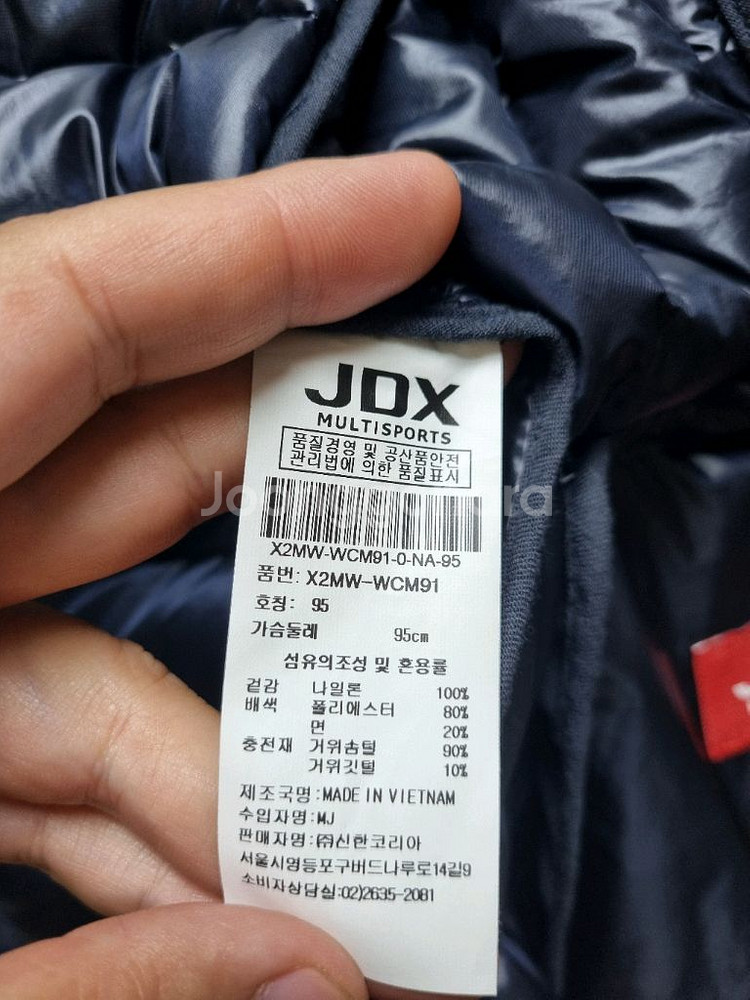 JDX
MULTISPORTS
품질경영 및 공산품안전
관리법에 의한 품질표시
X2MW-WCM91-0-NA-95
품번: X2MW-WCM91
호칭: 95
가슴둘레 95cm
섬유의조성 및 혼용률
겉감 나일론 100%
배색 폴리에스터 80%
면 20%
충전재 거위솜털 90%
거위깃털 10%
제조국명:MADE IN VIETNAM
수입자명:MJ
판매자명:㈜신한코리아
서울시영등포구버드나루로14길9
소비자상담실:02)2635-2081